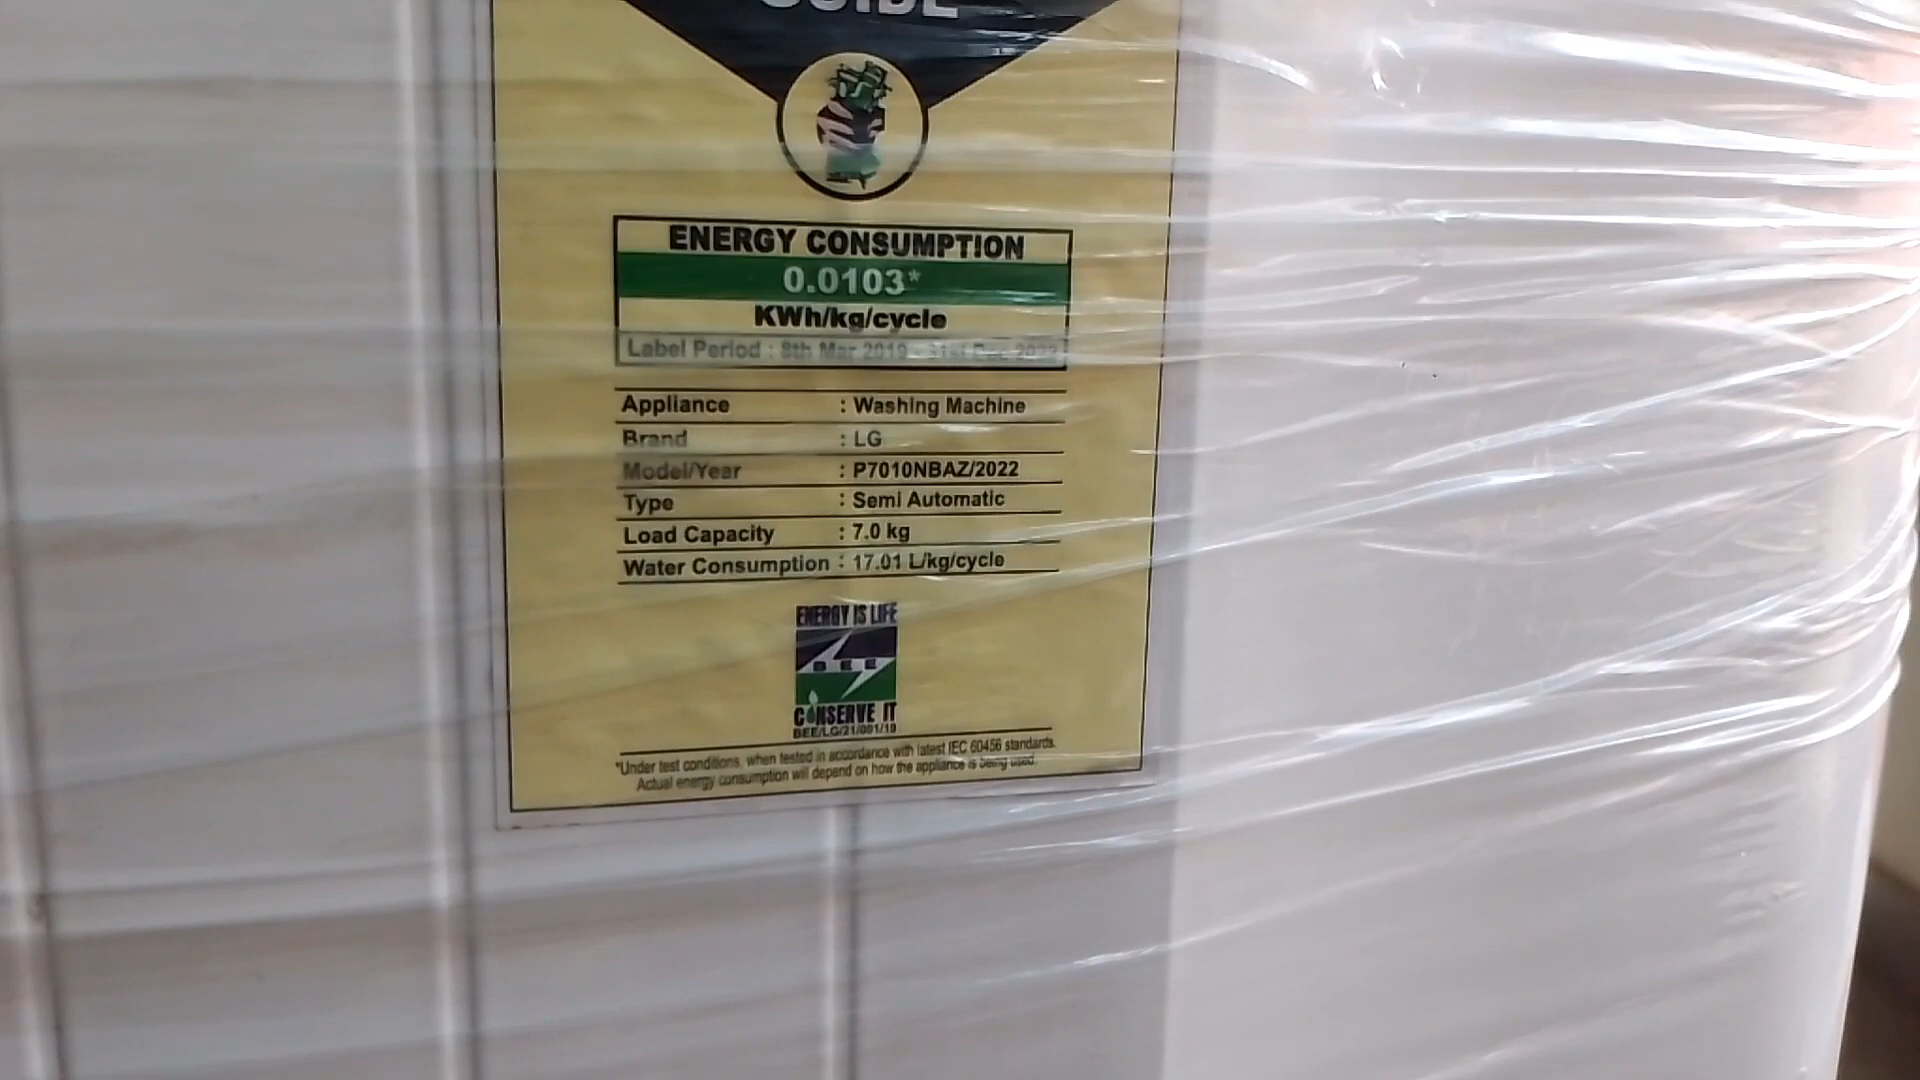 GUIDE
ENERGY CONSUMPTION
0.0103*
KWh/kg/cycle
Label Period : 8th Mar 2019 - 31st Dec
Appliance : Washing Machine
Brand : LG
Model/Year : P7010NBAZ/2022
Type : Semi Automatic
Load Capacity : 7.0 kg
Water Consumption : 17.01 L/kg/cycle
ENERGY IS LIFE
BEE
CONSERVE IT
BEE/LG/21/001/19
*Under test conditions, when tested in accordance with latest IEC 60456 standards.
Actual energy consumption will depend on how the appliance is being used.